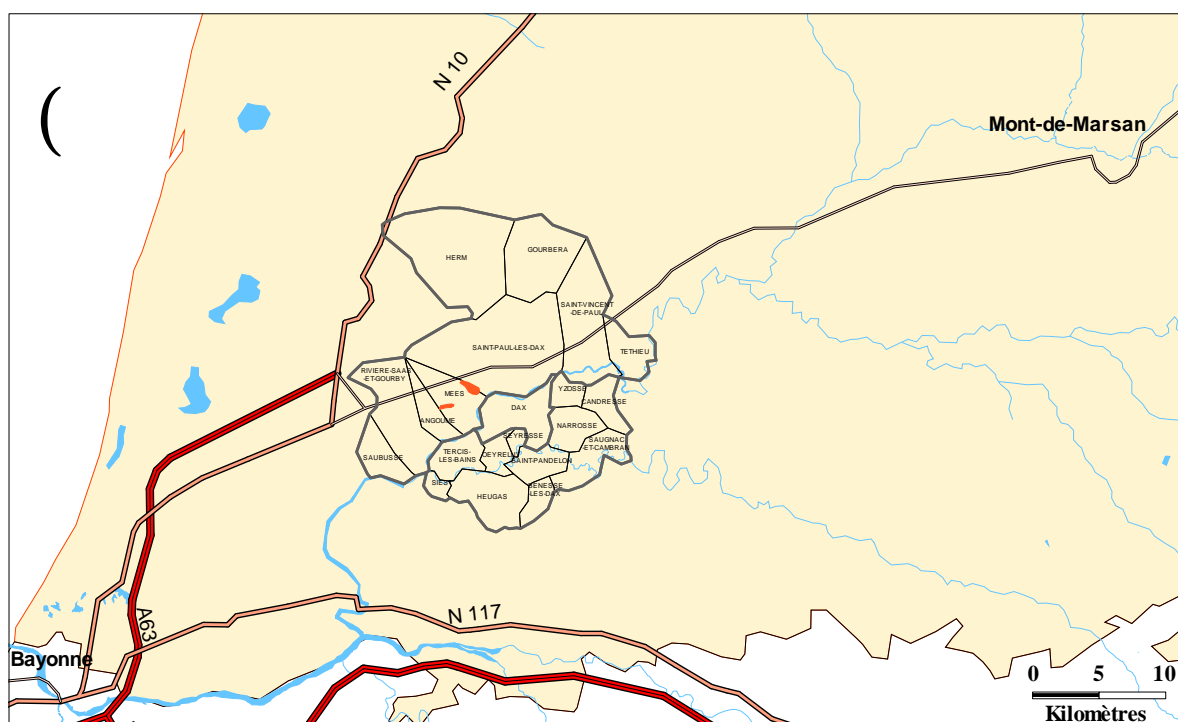 N 10
(
Mont-de-Marsan
HERM
GOURBERA
SAINT-VINCENT
-DE-PAUL
SAINT-PAUL-LES-DAX
TETHIEU
RIVIERE-SAAS
-ET-GOURBY
MEES
YZOSSE
CANDRESSE
DAX
ANGOUME
NARROSSE
SEYRESSE
SAUGNAC
-ET-CAMBRAN
SAUBUSSE
TERCIS-
LES-BAINS
OEYRELUY
SAINT-PANDELON
SIEST
HEUGAS
BENESSE
-LES-DAX
A63
N 117
Bayonne
0 5 10
Kilomètres